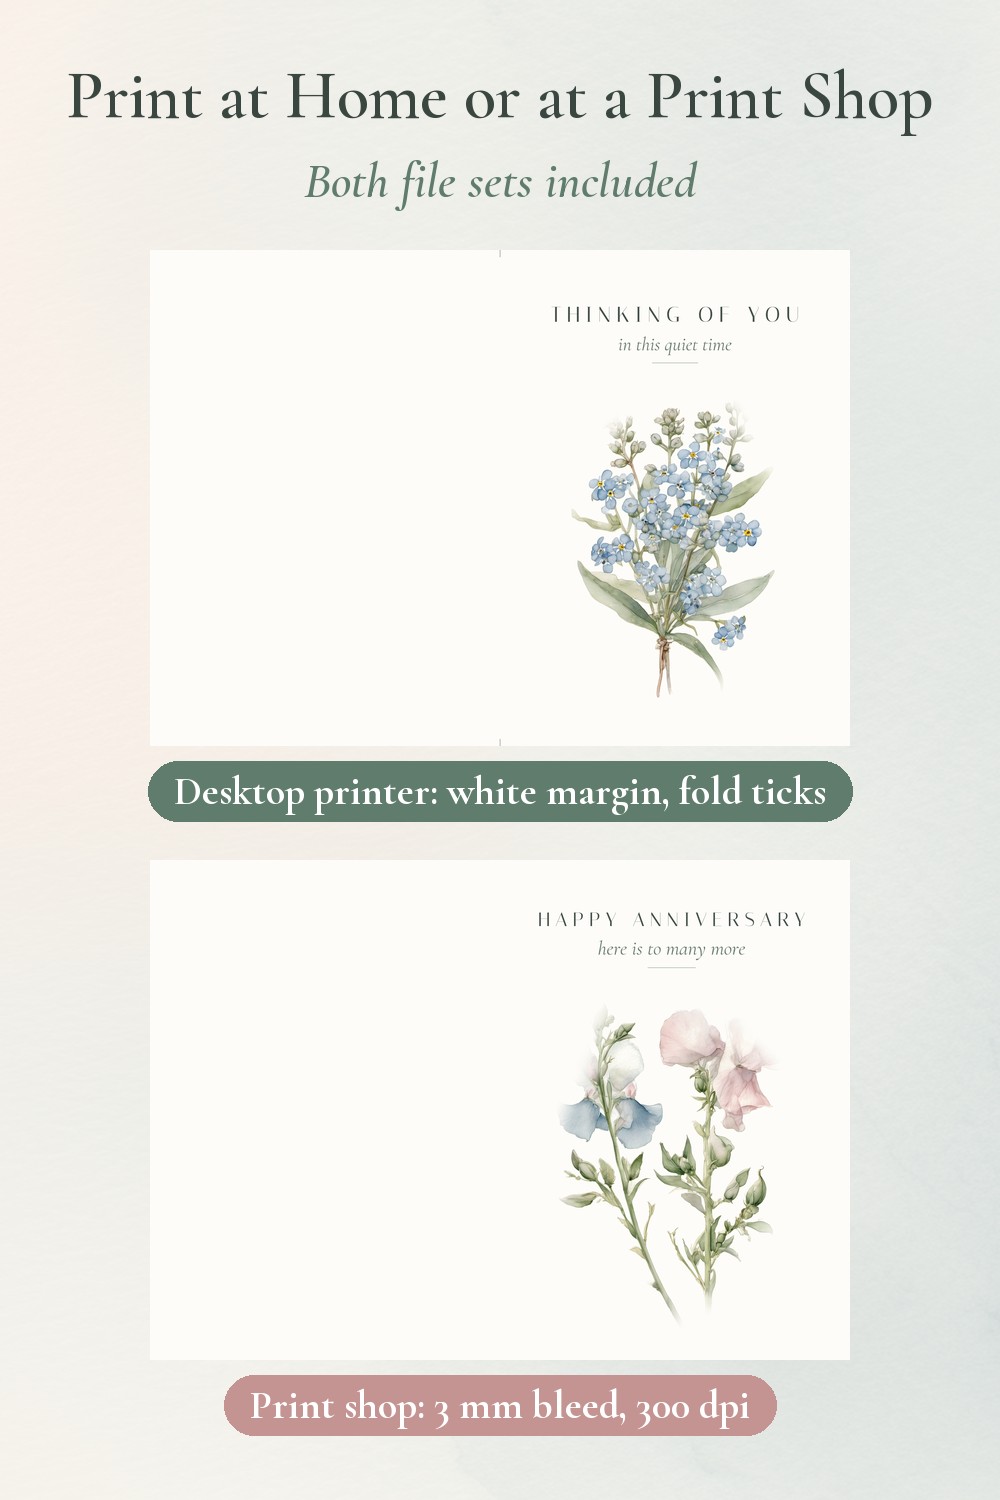 Print at Home or at a Print Shop
Both file sets included
THINKING OF YOU
in this quiet time
Desktop printer: white margin, fold ticks
HAPPY ANNIVERSARY
here is to many more
Print shop: 3 mm bleed, 300 dpi